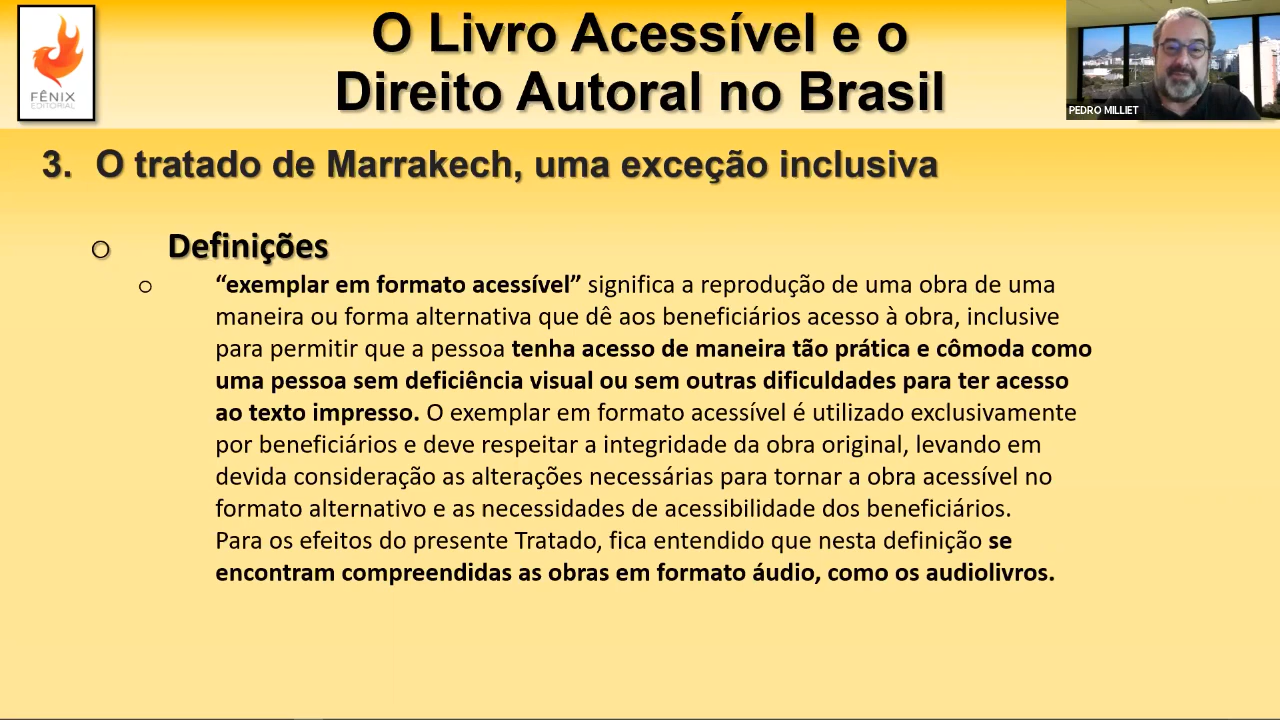 FÊNIX
EDITORIAL
O Livro Acessível e o
Direito Autoral no Brasil
PEDRO MILLIET
3. O tratado de Marrakech, uma exceção inclusiva
o Definições
o “exemplar em formato acessível” significa a reprodução de uma obra de uma
maneira ou forma alternativa que dê aos beneficiários acesso à obra, inclusive
para permitir que a pessoa tenha acesso de maneira tão prática e cômoda como
uma pessoa sem deficiência visual ou sem outras dificuldades para ter acesso
ao texto impresso. O exemplar em formato acessível é utilizado exclusivamente
por beneficiários e deve respeitar a integridade da obra original, levando em
devida consideração as alterações necessárias para tornar a obra acessível no
formato alternativo e as necessidades de acessibilidade dos beneficiários.
Para os efeitos do presente Tratado, fica entendido que nesta definição se
encontram compreendidas as obras em formato áudio, como os audiolivros.